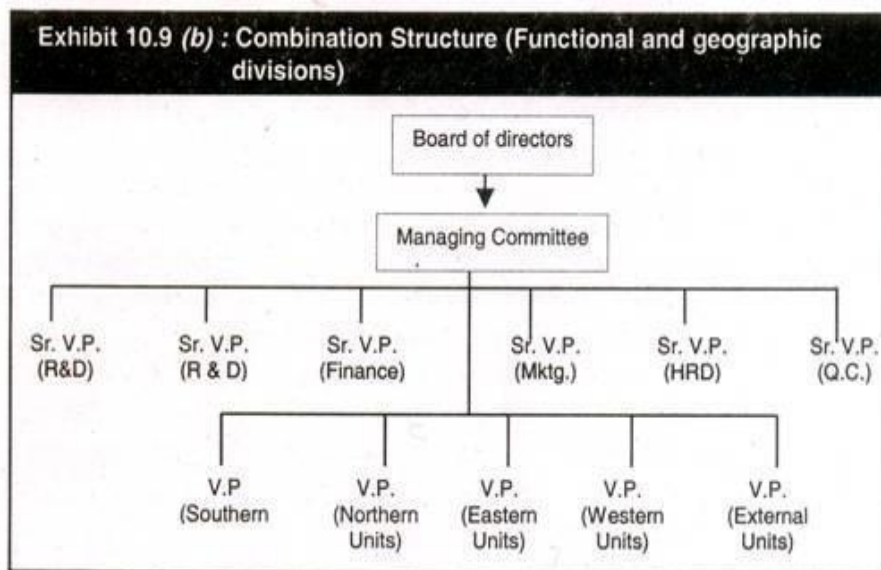 Exhibit 10.9 (b) : Combination Structure (Functional and geographic
divisions)
Board of directors
Managing Committee
Sr. V.P.
(R&D)
Sr. V.P.
(R & D)
Sr. V.P.
(Finance)
Sr. V.P.
(Mktg.)
Sr. V.P.
(HRD)
Sr. V.P.
(Q.C.)
V.P
(Southern
V.P.
(Northern
Units)
V.P.
(Eastern
Units)
V.P.
(Western
Units)
V.P.
(External
Units)